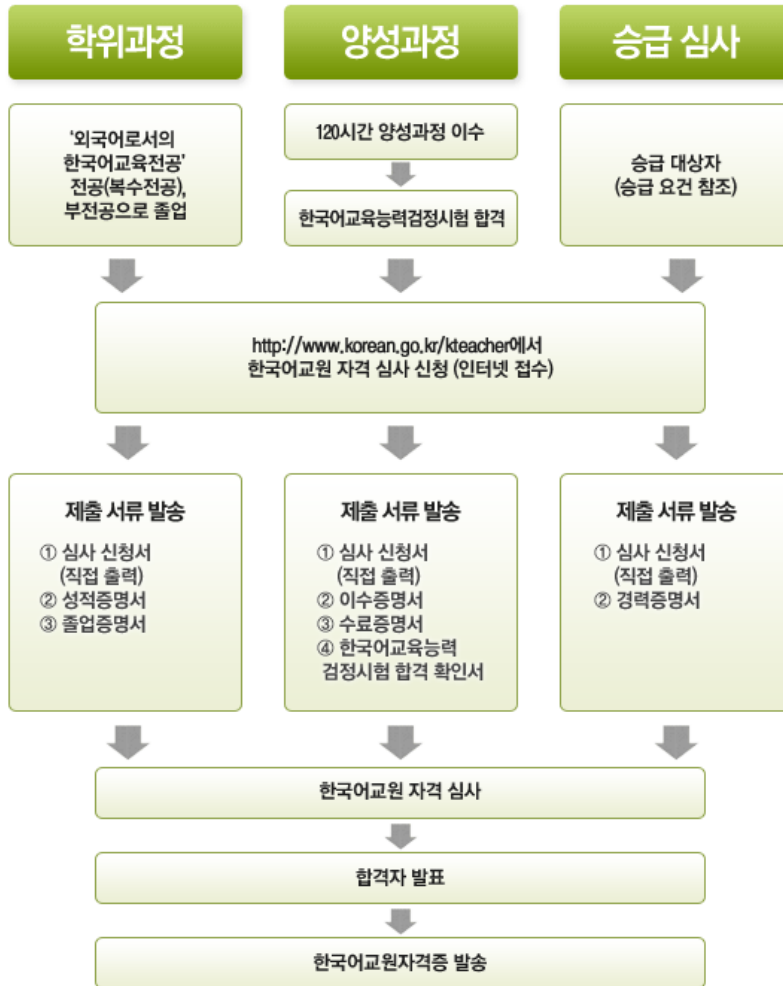 학위과정
양성과정
승급 심사
'외국어로서의
한국어교육전공'
전공(복수전공),
부전공으로 졸업
120시간 양성과정 이수
한국어교육능력검정시험 합격
승급 대상자
(승급 요건 참조)
http://www.korean.go.kr/kteacher에서
한국어교원 자격 심사 신청 (인터넷 접수)
제출 서류 발송
① 심사 신청서
(직접 출력)
② 성적증명서
③ 졸업증명서
제출 서류 발송
① 심사 신청서
(직접 출력)
② 이수증명서
③ 수료증명서
④ 한국어교육능력
검정시험 합격 확인서
제출 서류 발송
① 심사 신청서
(직접 출력)
② 경력증명서
한국어교원 자격 심사
합격자 발표
한국어교원자격증 발송